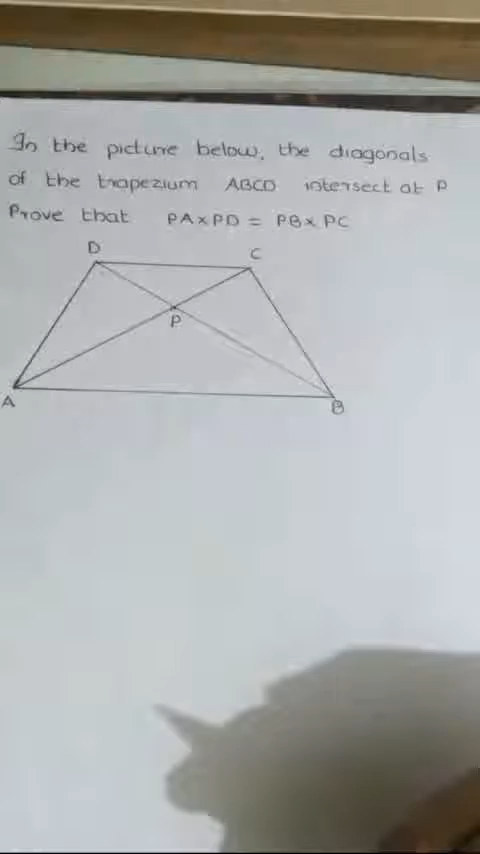 In the picture below, the diagonals
of the trapezium ABCD intersect at P
Prove that PA×PD = PB×PC
D
C
P
A
B